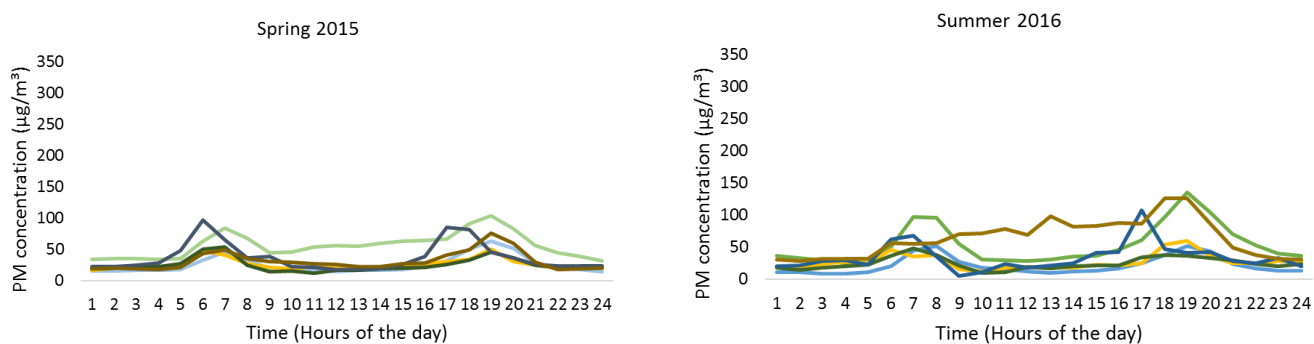 Spring 2015
PM concentration (µg/m³)
350
300
250
200
150
100
50
0
1 2 3 4 5 6 7 8 9 10 11 12 13 14 15 16 17 18 19 20 21 22 23 24
Time (Hours of the day)
Summer 2016
PM concentration (µg/m³)
350
300
250
200
150
100
50
0
1 2 3 4 5 6 7 8 9 10 11 12 13 14 15 16 17 18 19 20 21 22 23 24
Time (Hours of the day)